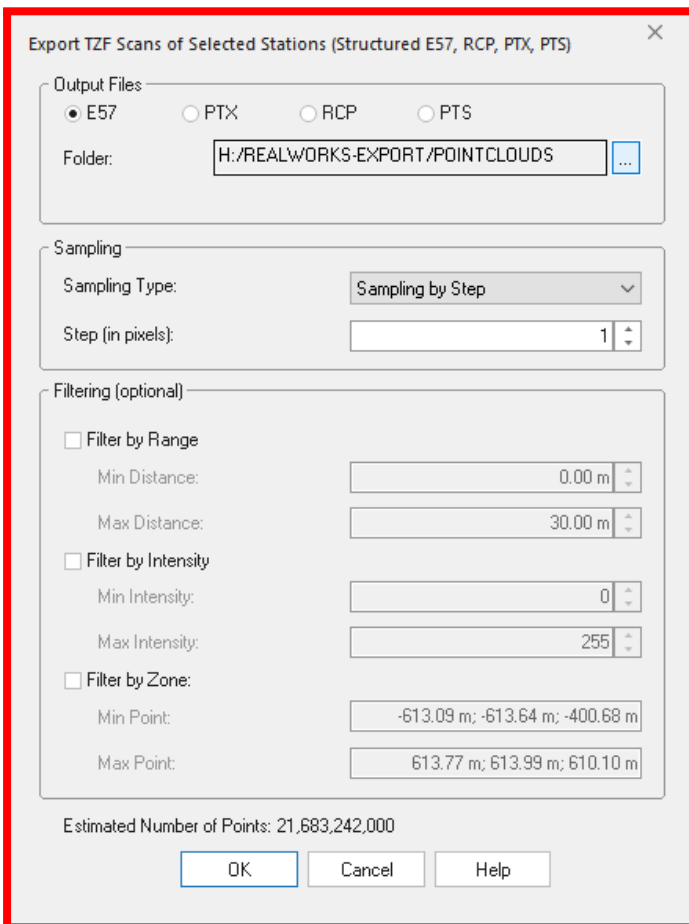 Export TZF Scans of Selected Stations (Structured E57, RCP, PTX, PTS)
Output Files
E57 PTX RCP PTS
Folder: H:/REALWORKS-EXPORT/POINTCLOUDS ...
Sampling
Sampling Type: Sampling by Step
Step (in pixels): 1
Filtering (optional)
Filter by Range
Min Distance: 0.00 m
Max Distance: 30.00 m
Filter by Intensity
Min Intensity: 0
Max Intensity: 255
Filter by Zone:
Min Point: -613.09 m; -613.64 m; -400.68 m
Max Point: 613.77 m; 613.99 m; 610.10 m
Estimated Number of Points: 21,683,242,000
OK Cancel Help